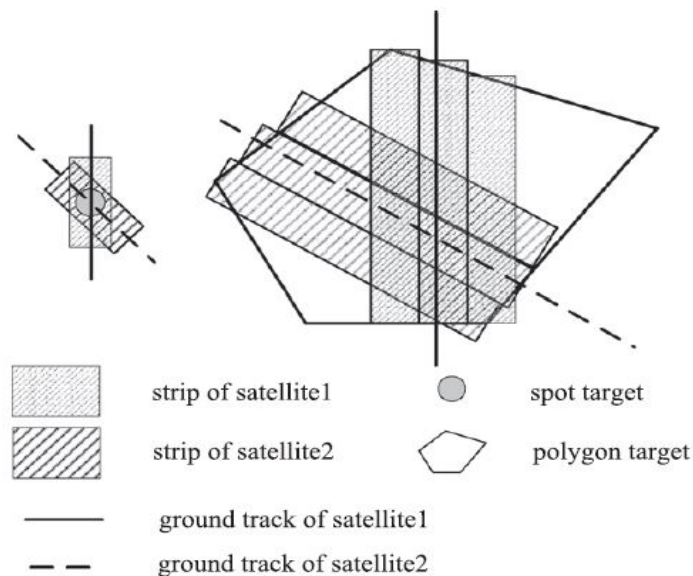 strip of satellite1
spot target
strip of satellite2
polygon target
ground track of satellite1
ground track of satellite2